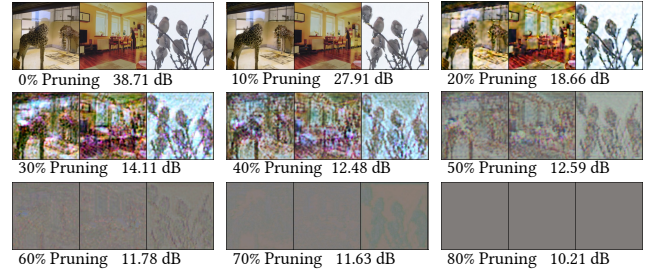 0% Pruning 38.71 dB
10% Pruning 27.91 dB
20% Pruning 18.66 dB
30% Pruning 14.11 dB
40% Pruning 12.48 dB
50% Pruning 12.59 dB
60% Pruning 11.78 dB
70% Pruning 11.63 dB
80% Pruning 10.21 dB